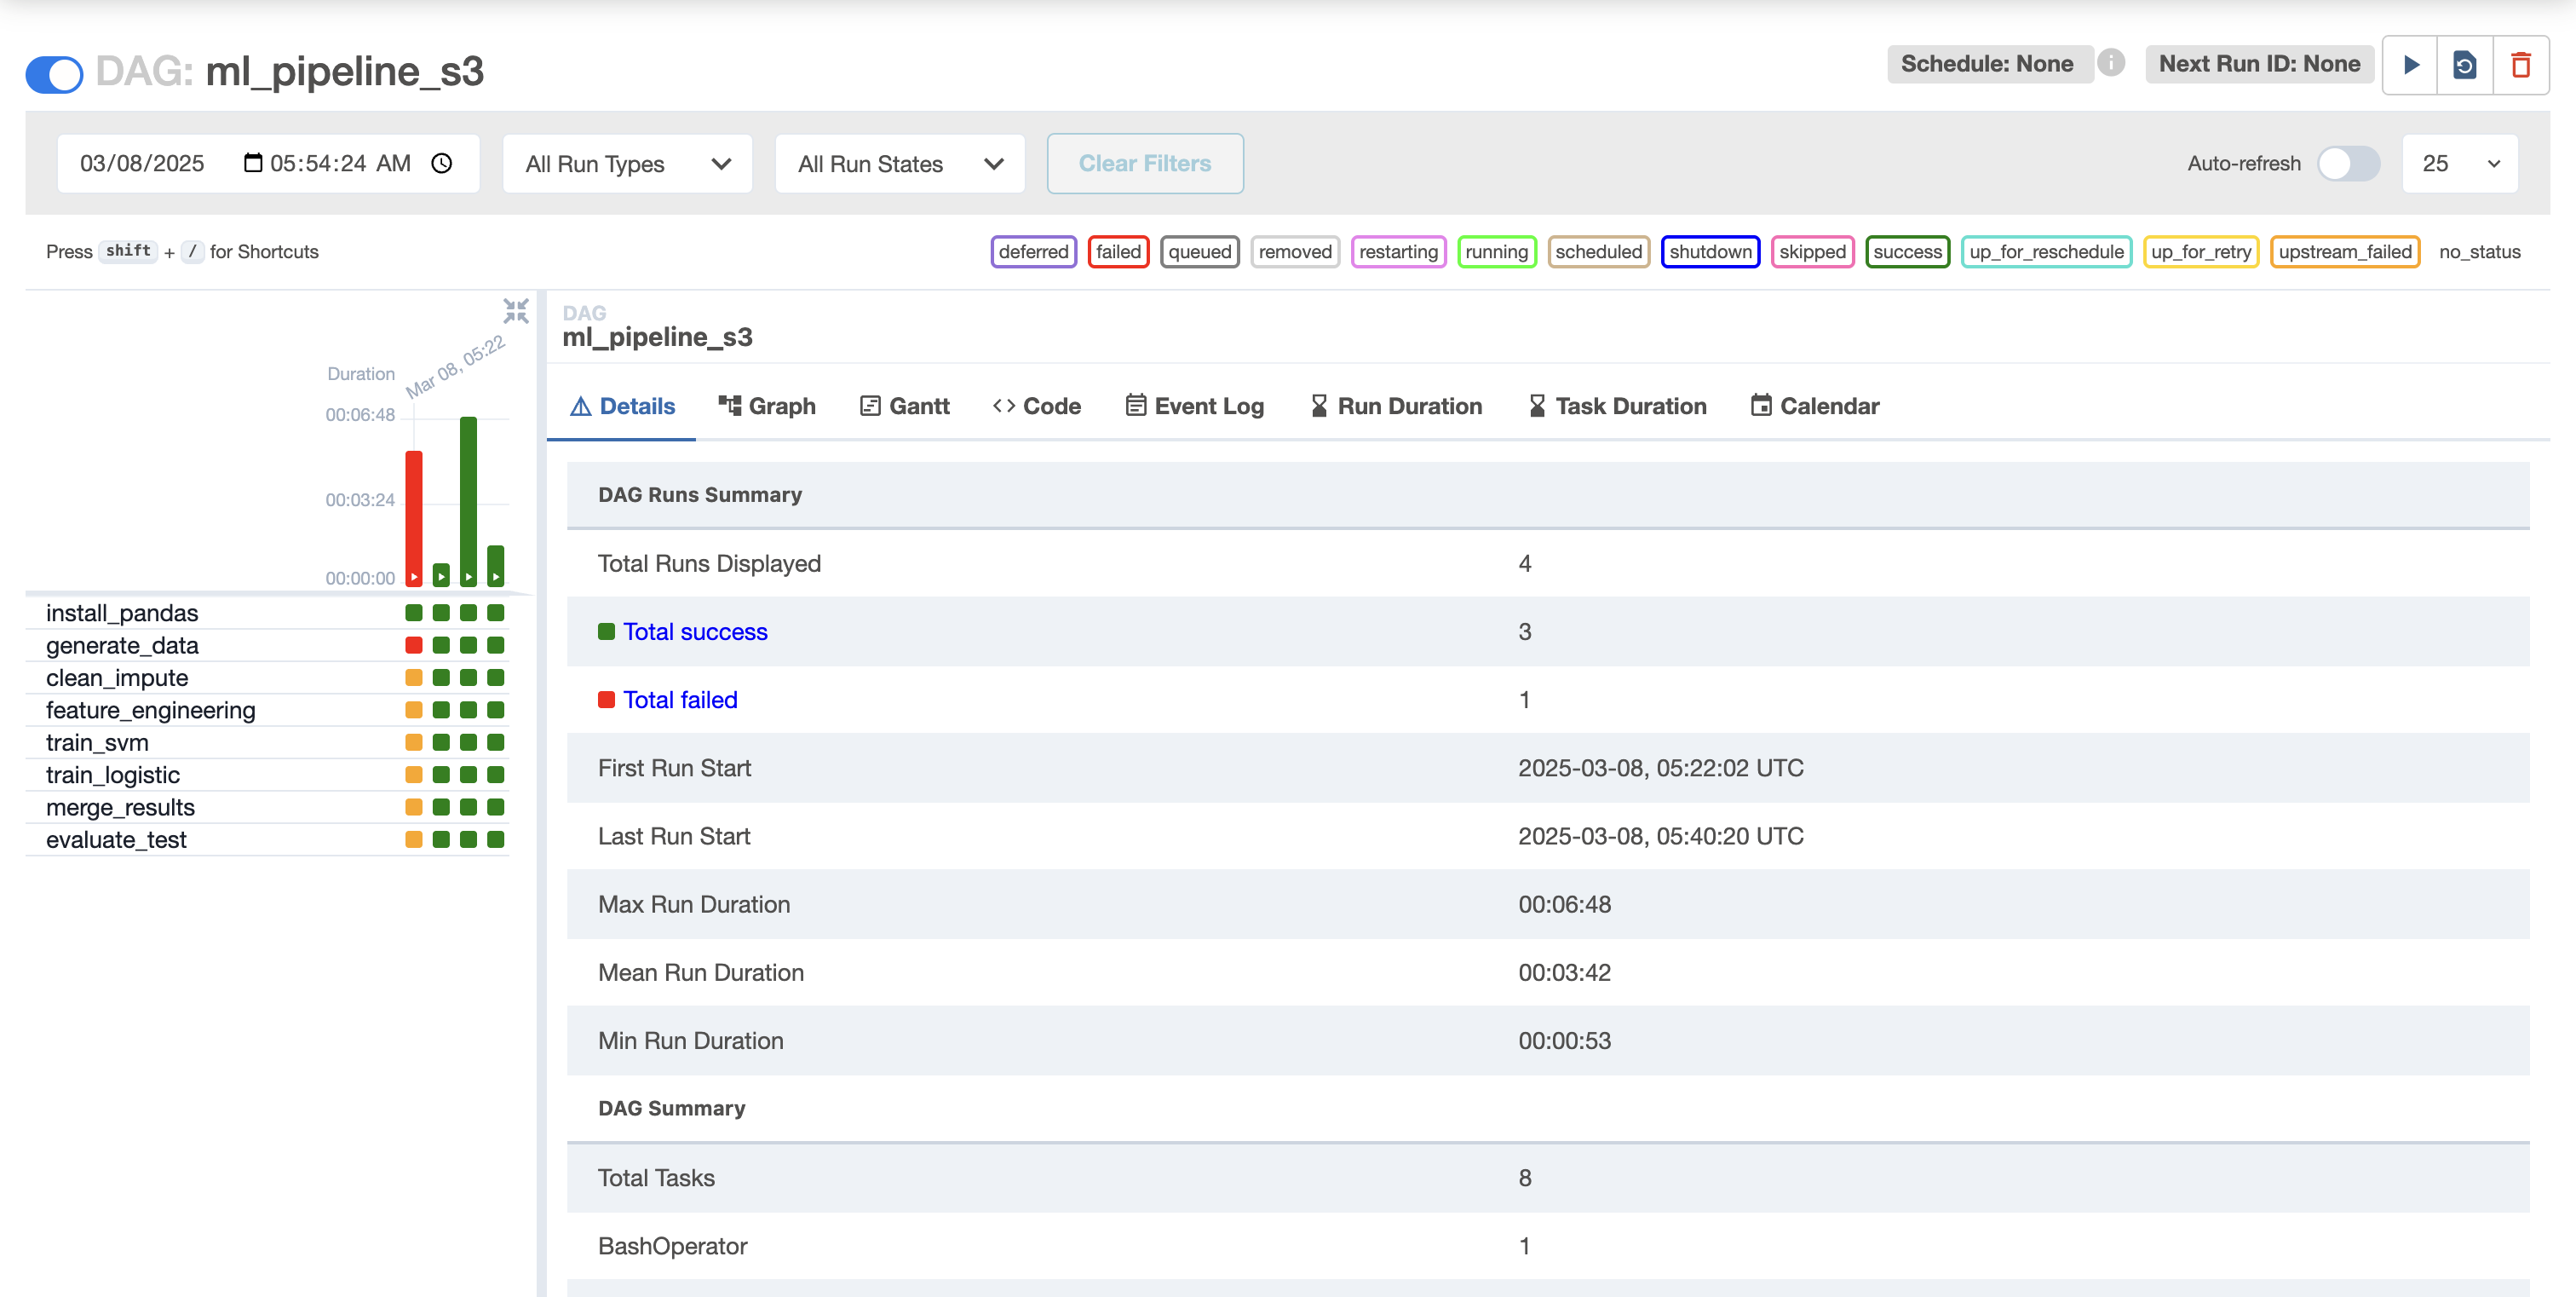 DAG: ml_pipeline_s3
Schedule: None
Next Run ID: None
03/08/2025 05:54:24 AM
All Run Types
All Run States
Clear Filters
Auto-refresh
25
Press shift + / for Shortcuts
deferred failed queued removed restarting running scheduled shutdown skipped success up_for_reschedule up_for_retry upstream_failed no_status
Mar 08, 05:22
Duration
00:06:48
00:03:24
00:00:00
install_pandas
generate_data
clean_impute
feature_engineering
train_svm
train_logistic
merge_results
evaluate_test
DAG
ml_pipeline_s3
Details Graph Gantt Code Event Log Run Duration Task Duration Calendar
DAG Runs Summary
Total Runs Displayed 4
Total success 3
Total failed 1
First Run Start 2025-03-08, 05:22:02 UTC
Last Run Start 2025-03-08, 05:40:20 UTC
Max Run Duration 00:06:48
Mean Run Duration 00:03:42
Min Run Duration 00:00:53
DAG Summary
Total Tasks 8
BashOperator 1